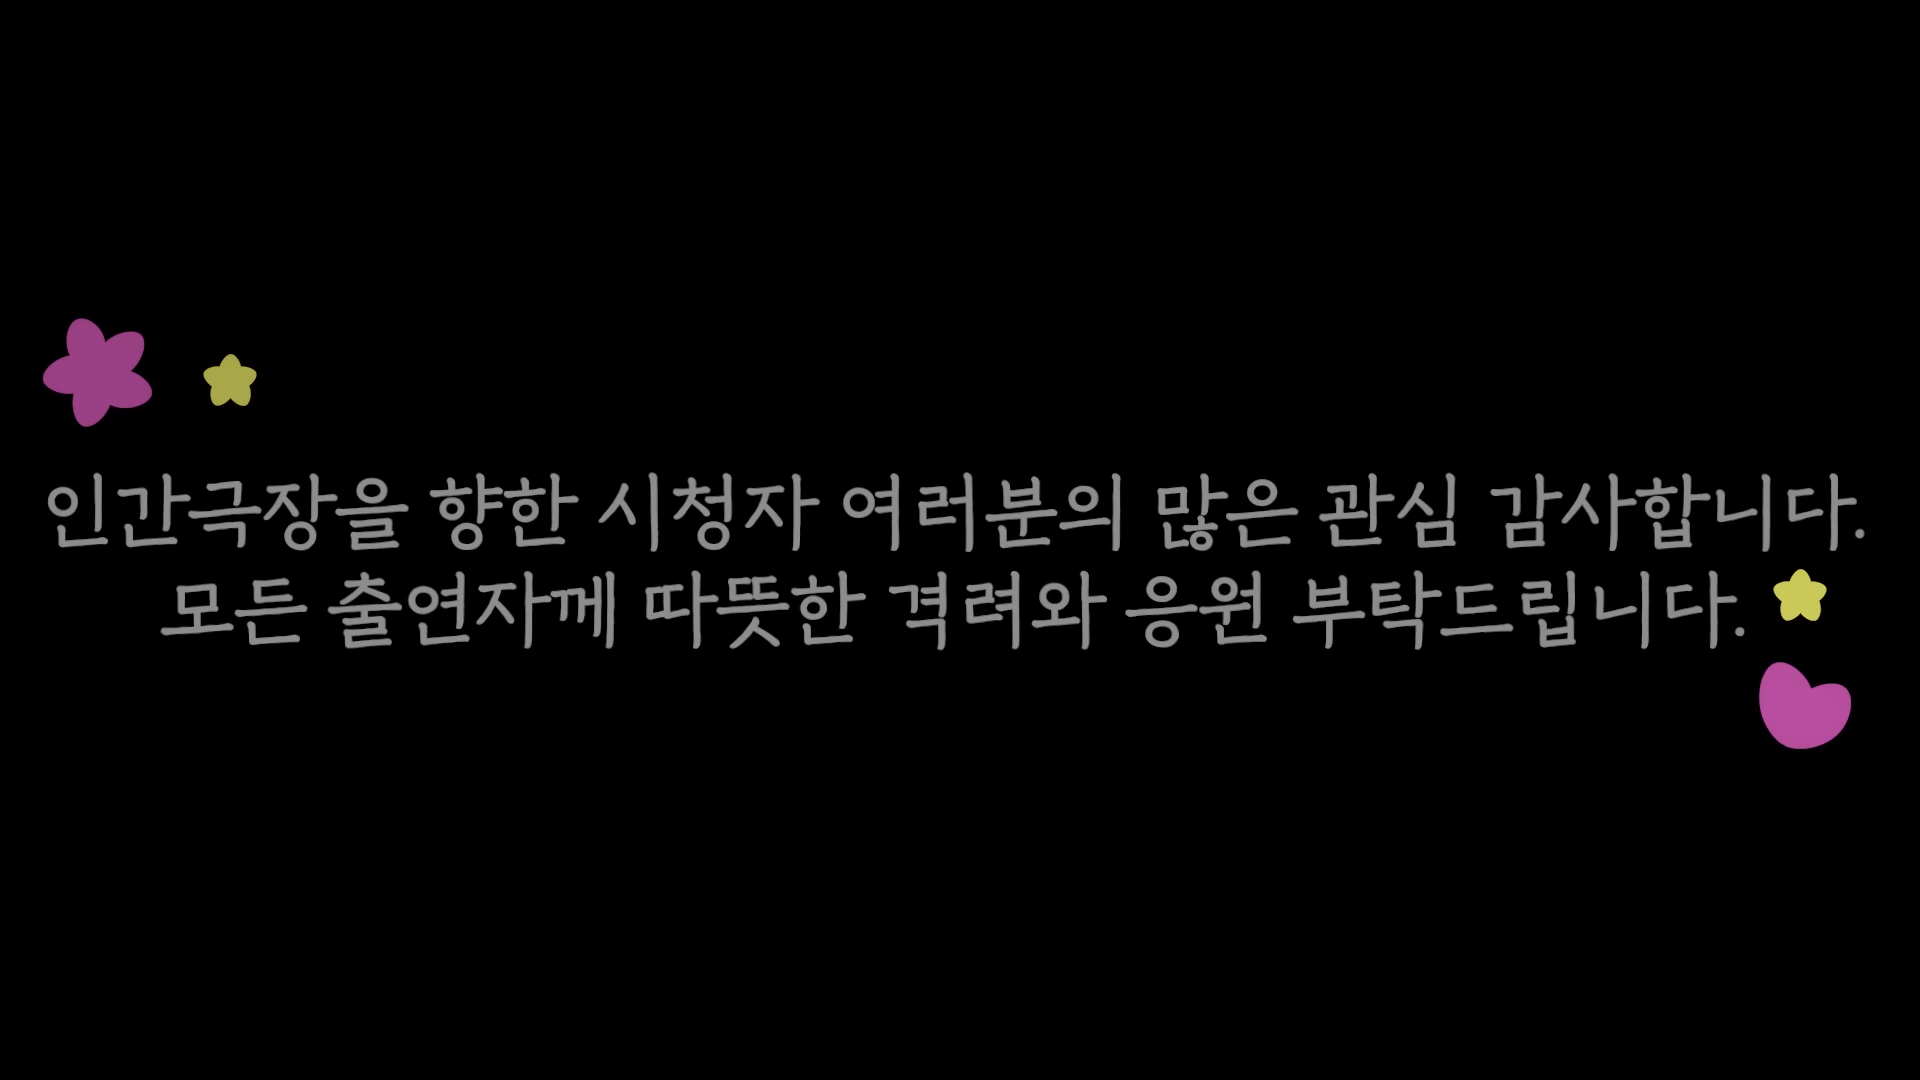 인간극장을 향한 시청자 여러분의 많은 관심 감사합니다.
모든 출연자께 따뜻한 격려와 응원 부탁드립니다.